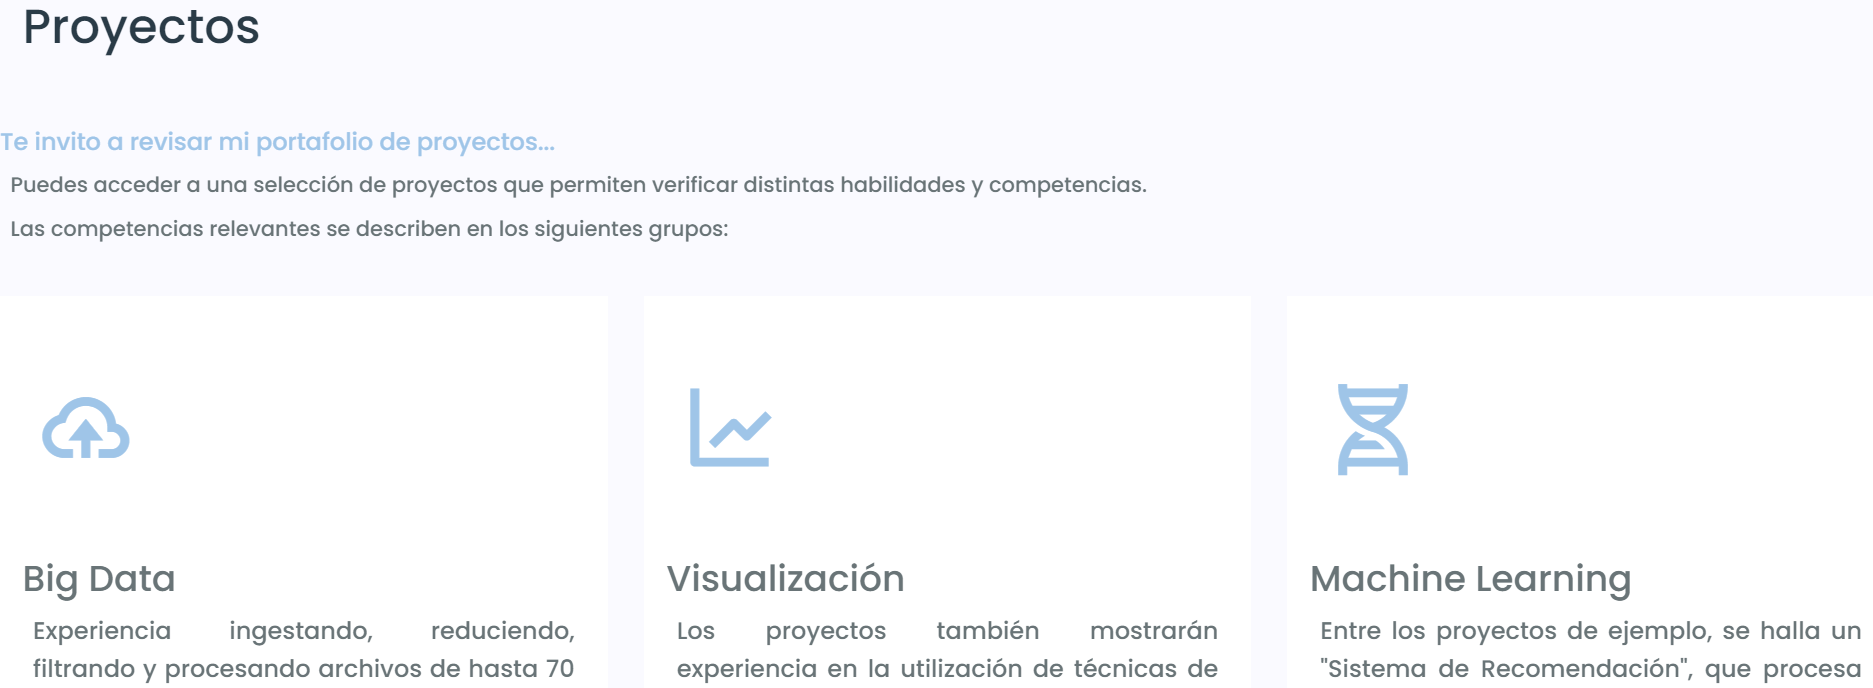 Proyectos
Te invito a revisar mi portafolio de proyectos...
Puedes acceder a una selección de proyectos que permiten verificar distintas habilidades y competencias.
Las competencias relevantes se describen en los siguientes grupos:
Big Data
Experiencia ingestando, reduciendo,
filtrando y procesando archivos de hasta 70
Visualización
Los proyectos también mostrarán
experiencia en la utilización de técnicas de
Machine Learning
Entre los proyectos de ejemplo, se halla un
"Sistema de Recomendación", que procesa